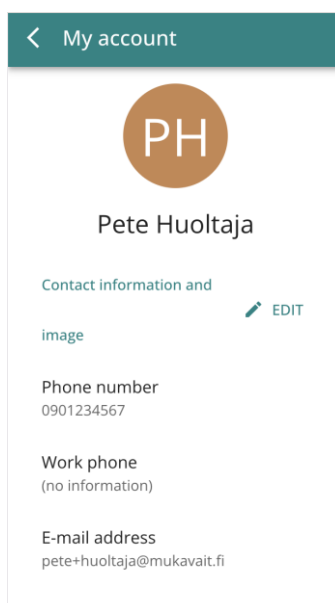 My account
PH
Pete Huoltaja
Contact information and
image
EDIT
Phone number
0901234567
Work phone
(no information)
E-mail address
pete+huoltaja@mukavait.fi